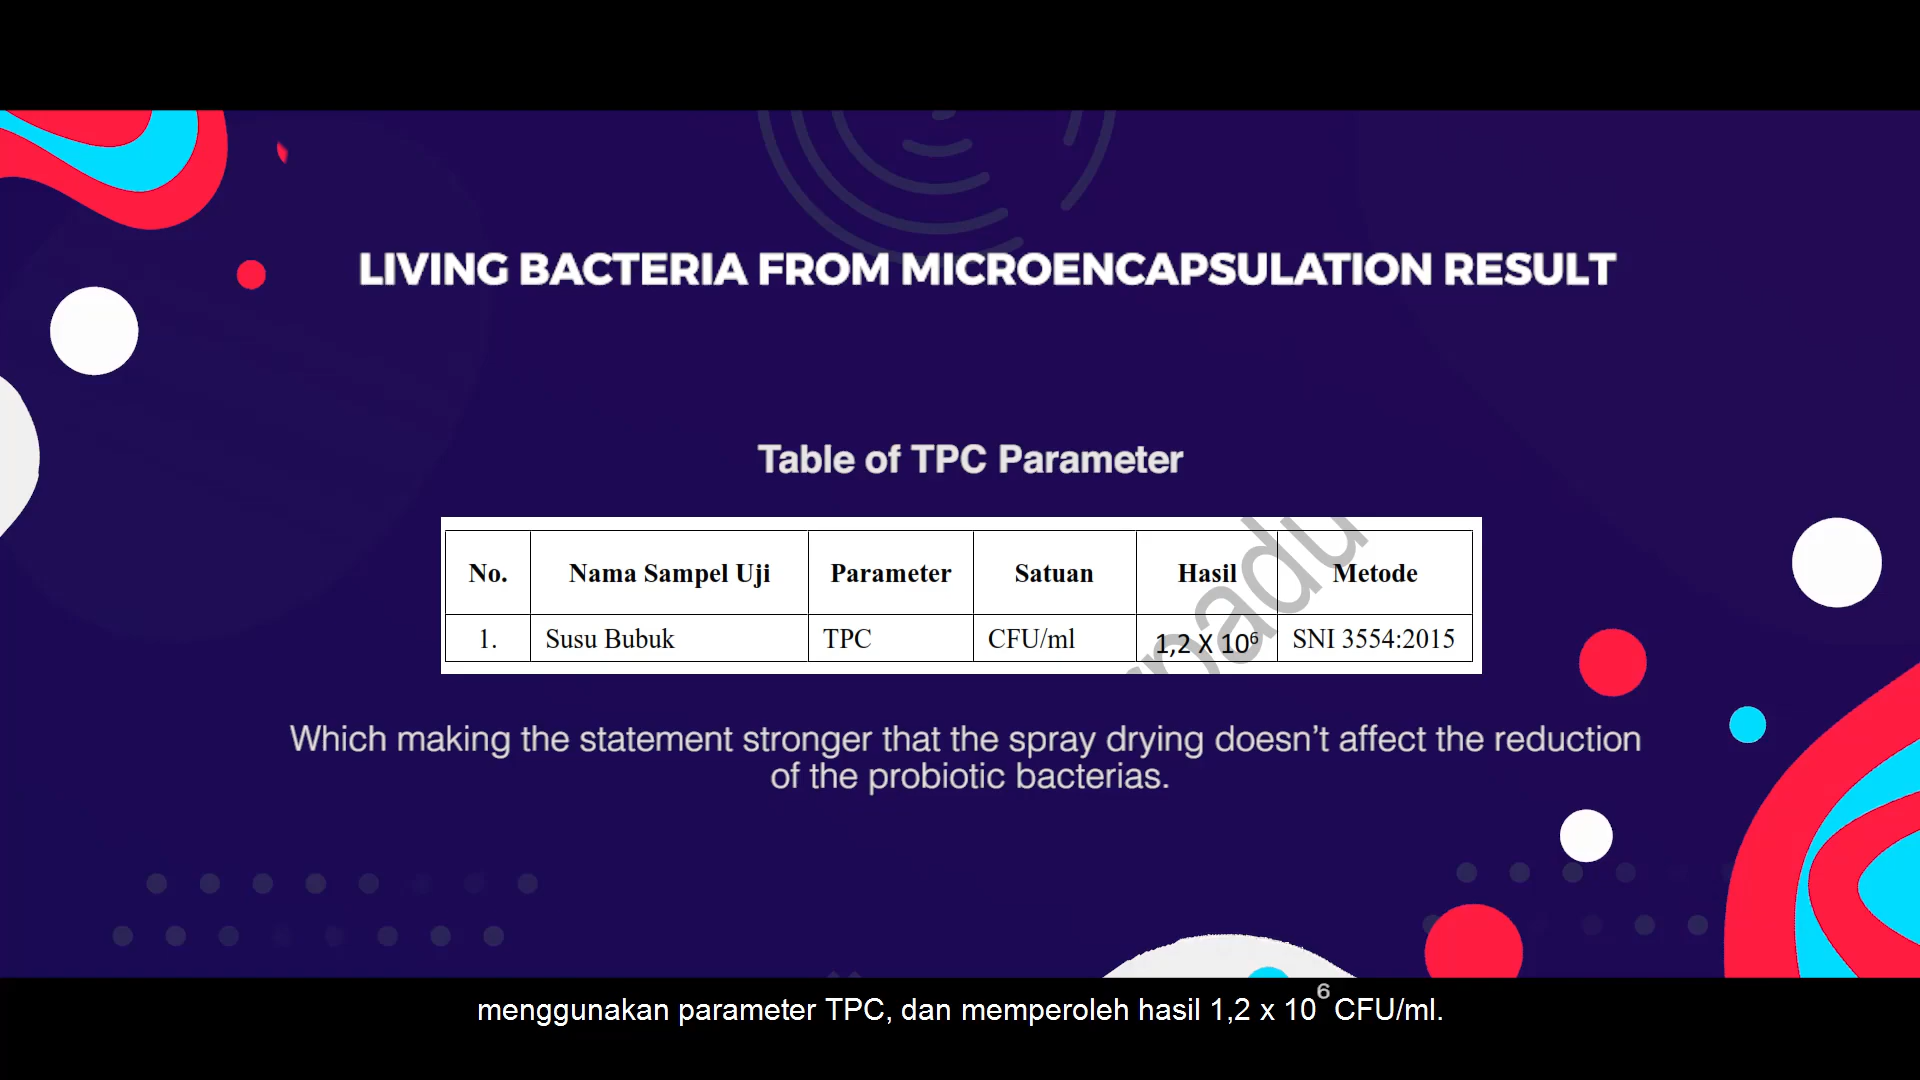 LIVING BACTERIA FROM MICROENCAPSULATION RESULT
Table of TPC Parameter
No. Nama Sampel Uji Parameter Satuan Hasil Metode
1. Susu Bubuk TPC CFU/ml 1,2 X 10⁶ SNI 3554:2015
Which making the statement stronger that the spray drying doesn’t affect the reduction
of the probiotic bacterias.
menggunakan parameter TPC, dan memperoleh hasil 1,2 x 10⁶ CFU/ml.